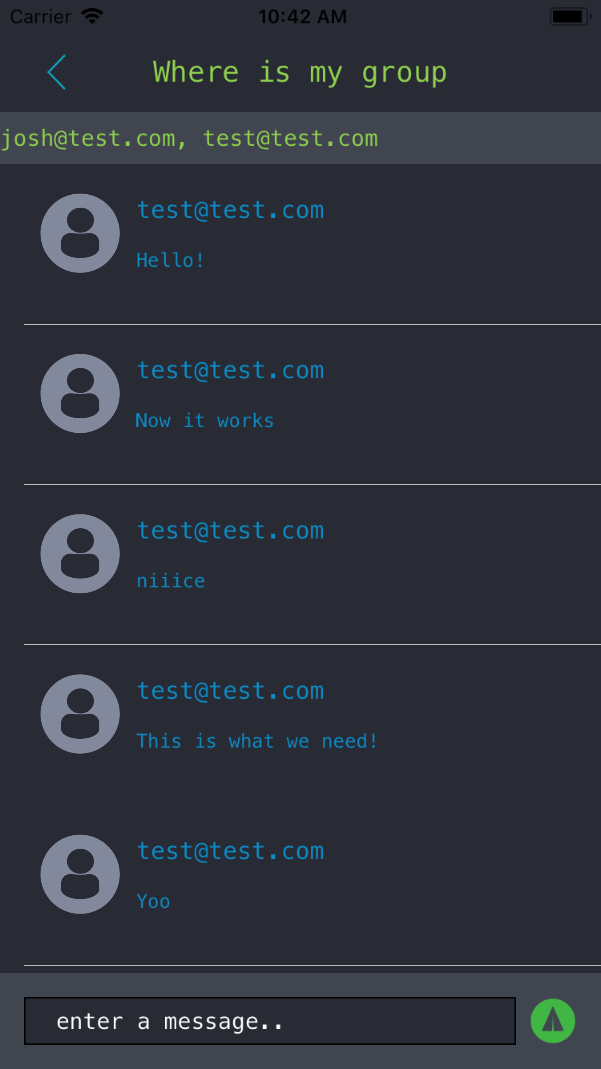 Carrier 10:42 AM
Where is my group
josh@test.com, test@test.com
test@test.com
Hello!
test@test.com
Now it works
test@test.com
niiice
test@test.com
This is what we need!
test@test.com
Yoo
enter a message..